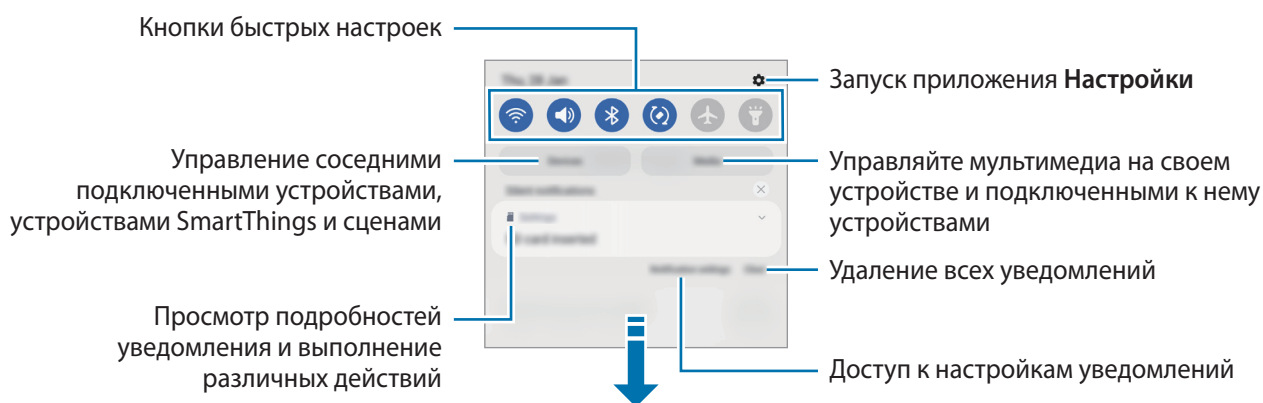 Кнопки быстрых настроек
Запуск приложения Настройки
Управление соседними
подключенными устройствами,
устройствами SmartThings и сценами
Управляйте мультимедиа на своем
устройстве и подключенными к нему
устройствами
Удаление всех уведомлений
Просмотр подробностей
уведомления и выполнение
различных действий
Доступ к настройкам уведомлений
Thu, 28 Jan
Devices
Media
Silent notifications
Settings
card inserted
Notification settings
Clear